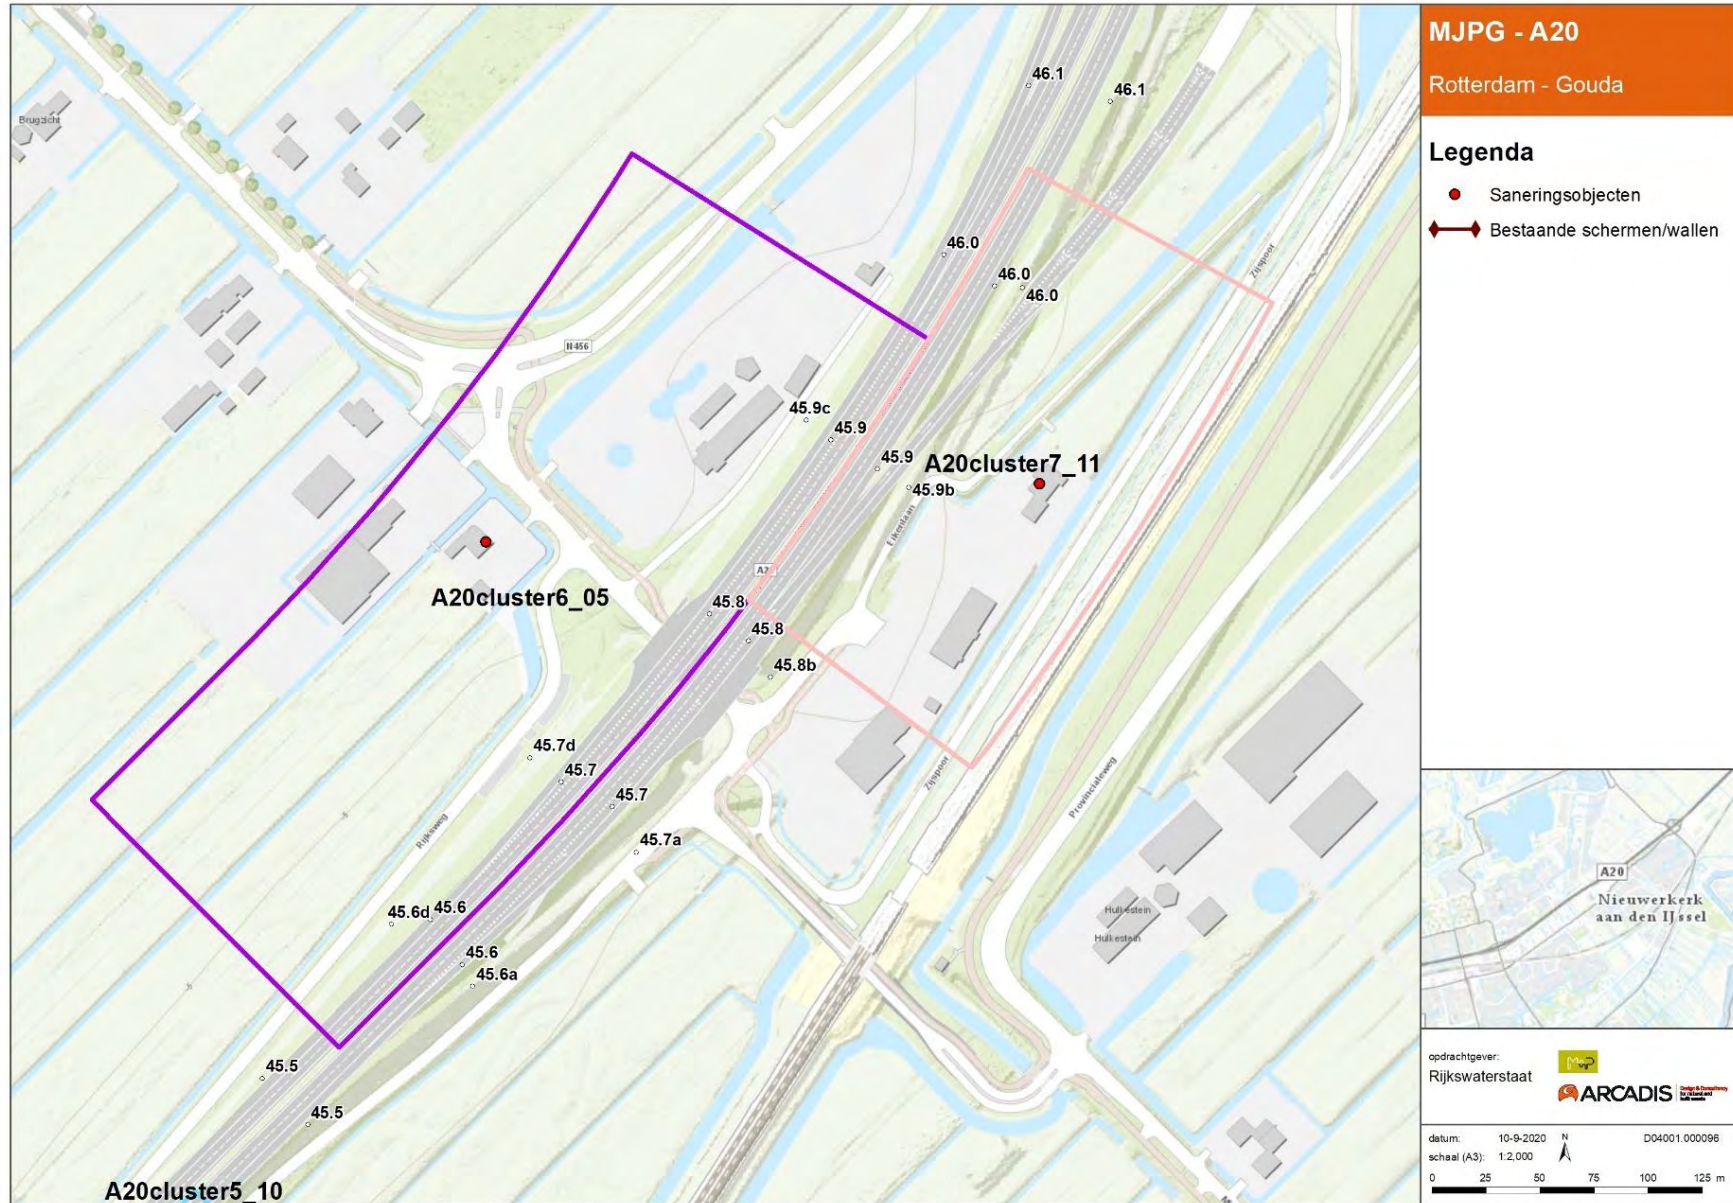 MJPG - A20
Rotterdam - Gouda
Legenda
Saneringsobjecten
Bestaande schermen/wallen
Brugzicht
46.1
46.1
46.0
46.0
46.0
Zijspoor
N456
45.9c
45.9
45.9
A20cluster7_11
45.9b
Eikenlaan
A20cluster6_05
45.8
45.8
45.8b
45.7d
45.7
45.7
Zijspoor
Provincialeweg
Rijksweg
45.7a
45.6d
45.6
45.6
45.6a
Hulkestein
Hulkestein
45.5
45.5
A20cluster5_10
A20
Nieuwerkerk
aan den IJssel
opdrachtgever:
Rijkswaterstaat
ARCADIS
datum: 10-9-2020 N D04001.000096
schaal (A3): 1:2,000
0 25 50 75 100 125 m